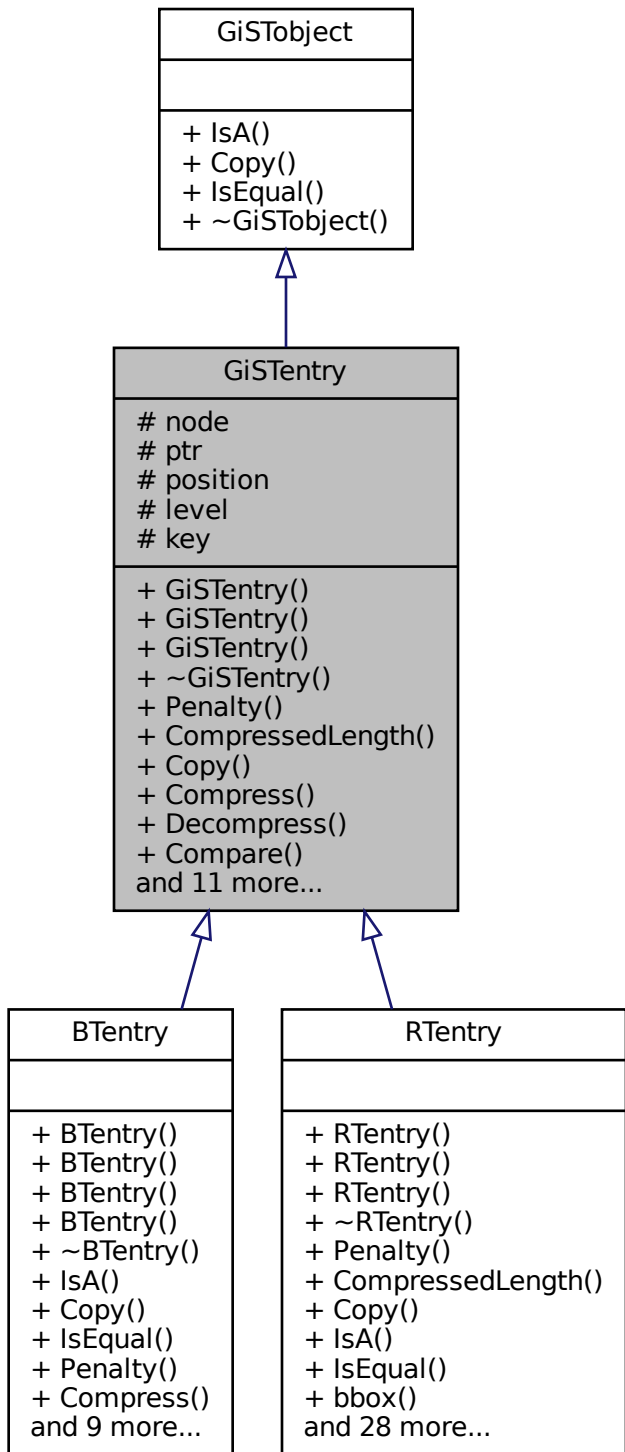 GiSTobject
+ IsA()
+ Copy()
+ IsEqual()
+ ~GiSTobject()
GiSTentry
# node
# ptr
# position
# level
# key
+ GiSTentry()
+ GiSTentry()
+ GiSTentry()
+ ~GiSTentry()
+ Penalty()
+ CompressedLength()
+ Copy()
+ Compress()
+ Decompress()
+ Compare()
and 11 more...
BTentry
+ BTentry()
+ BTentry()
+ BTentry()
+ BTentry()
+ ~BTentry()
+ IsA()
+ Copy()
+ IsEqual()
+ Penalty()
+ Compress()
and 9 more...
RTentry
+ RTentry()
+ RTentry()
+ RTentry()
+ ~RTentry()
+ Penalty()
+ CompressedLength()
+ Copy()
+ IsA()
+ IsEqual()
+ bbox()
and 28 more...